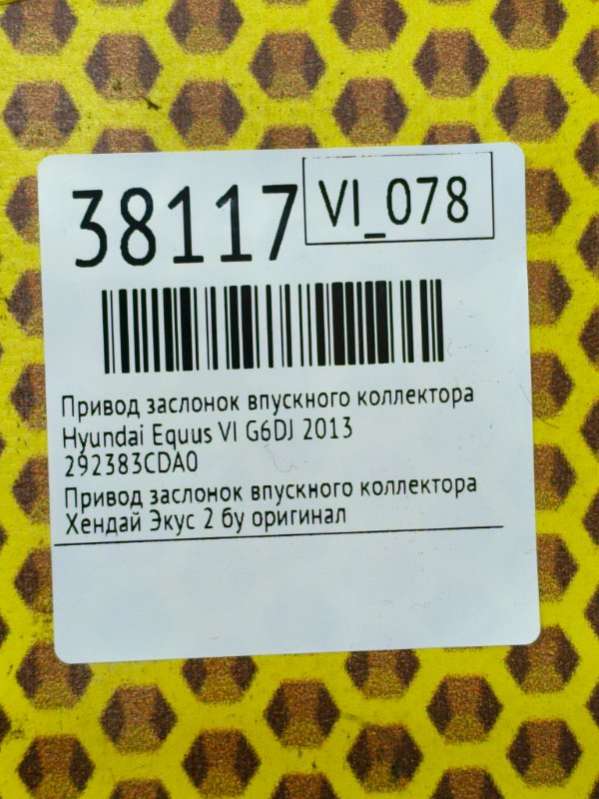 38117
VI_078
Привод заслонок впускного коллектора
Hyundai Equus VI G6DJ 2013
292383CDA0
Привод заслонок впускного коллектора
Хендай Экус 2 бу оригинал